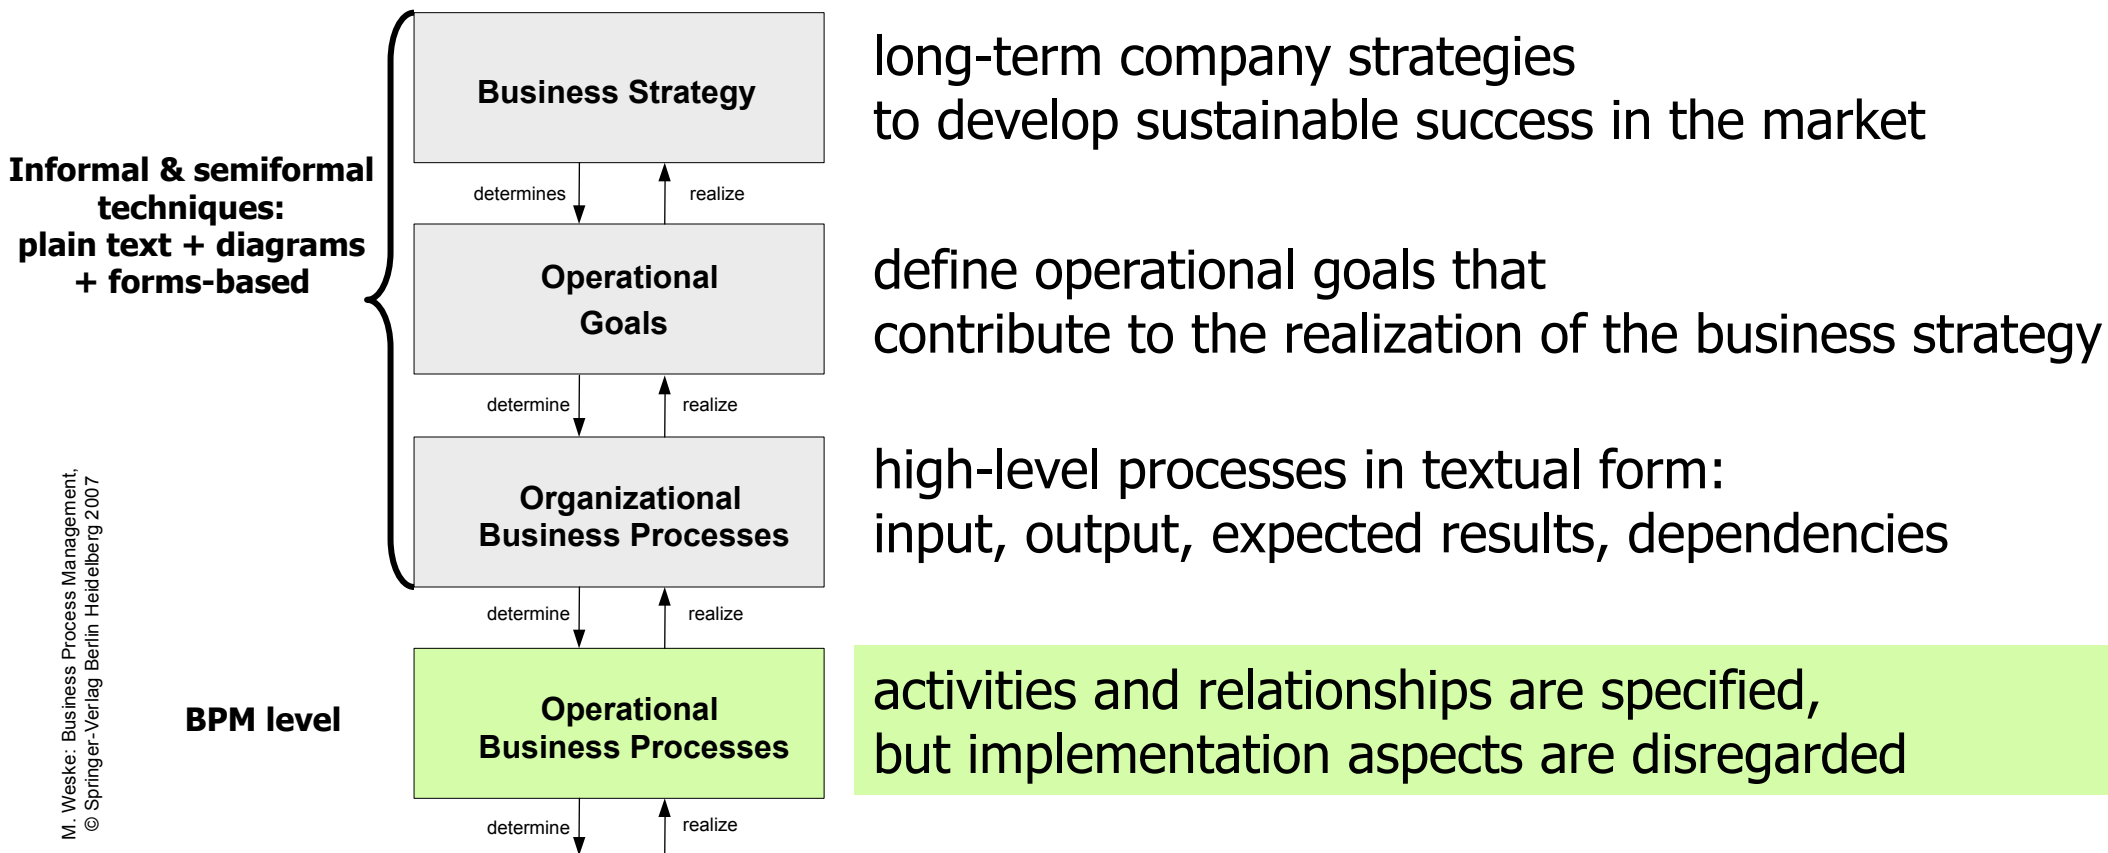 Business Strategy
long-term company strategies
to develop sustainable success in the market
Informal & semiformal
techniques:
plain text + diagrams
+ forms-based
determines
realize
Operational
Goals
define operational goals that
contribute to the realization of the business strategy
determine
realize
Organizational
Business Processes
high-level processes in textual form:
input, output, expected results, dependencies
M. Weske: Business Process Management,
© Springer-Verlag Berlin Heidelberg 2007
determine
realize
BPM level
Operational
Business Processes
activities and relationships are specified,
but implementation aspects are disregarded
determine
realize